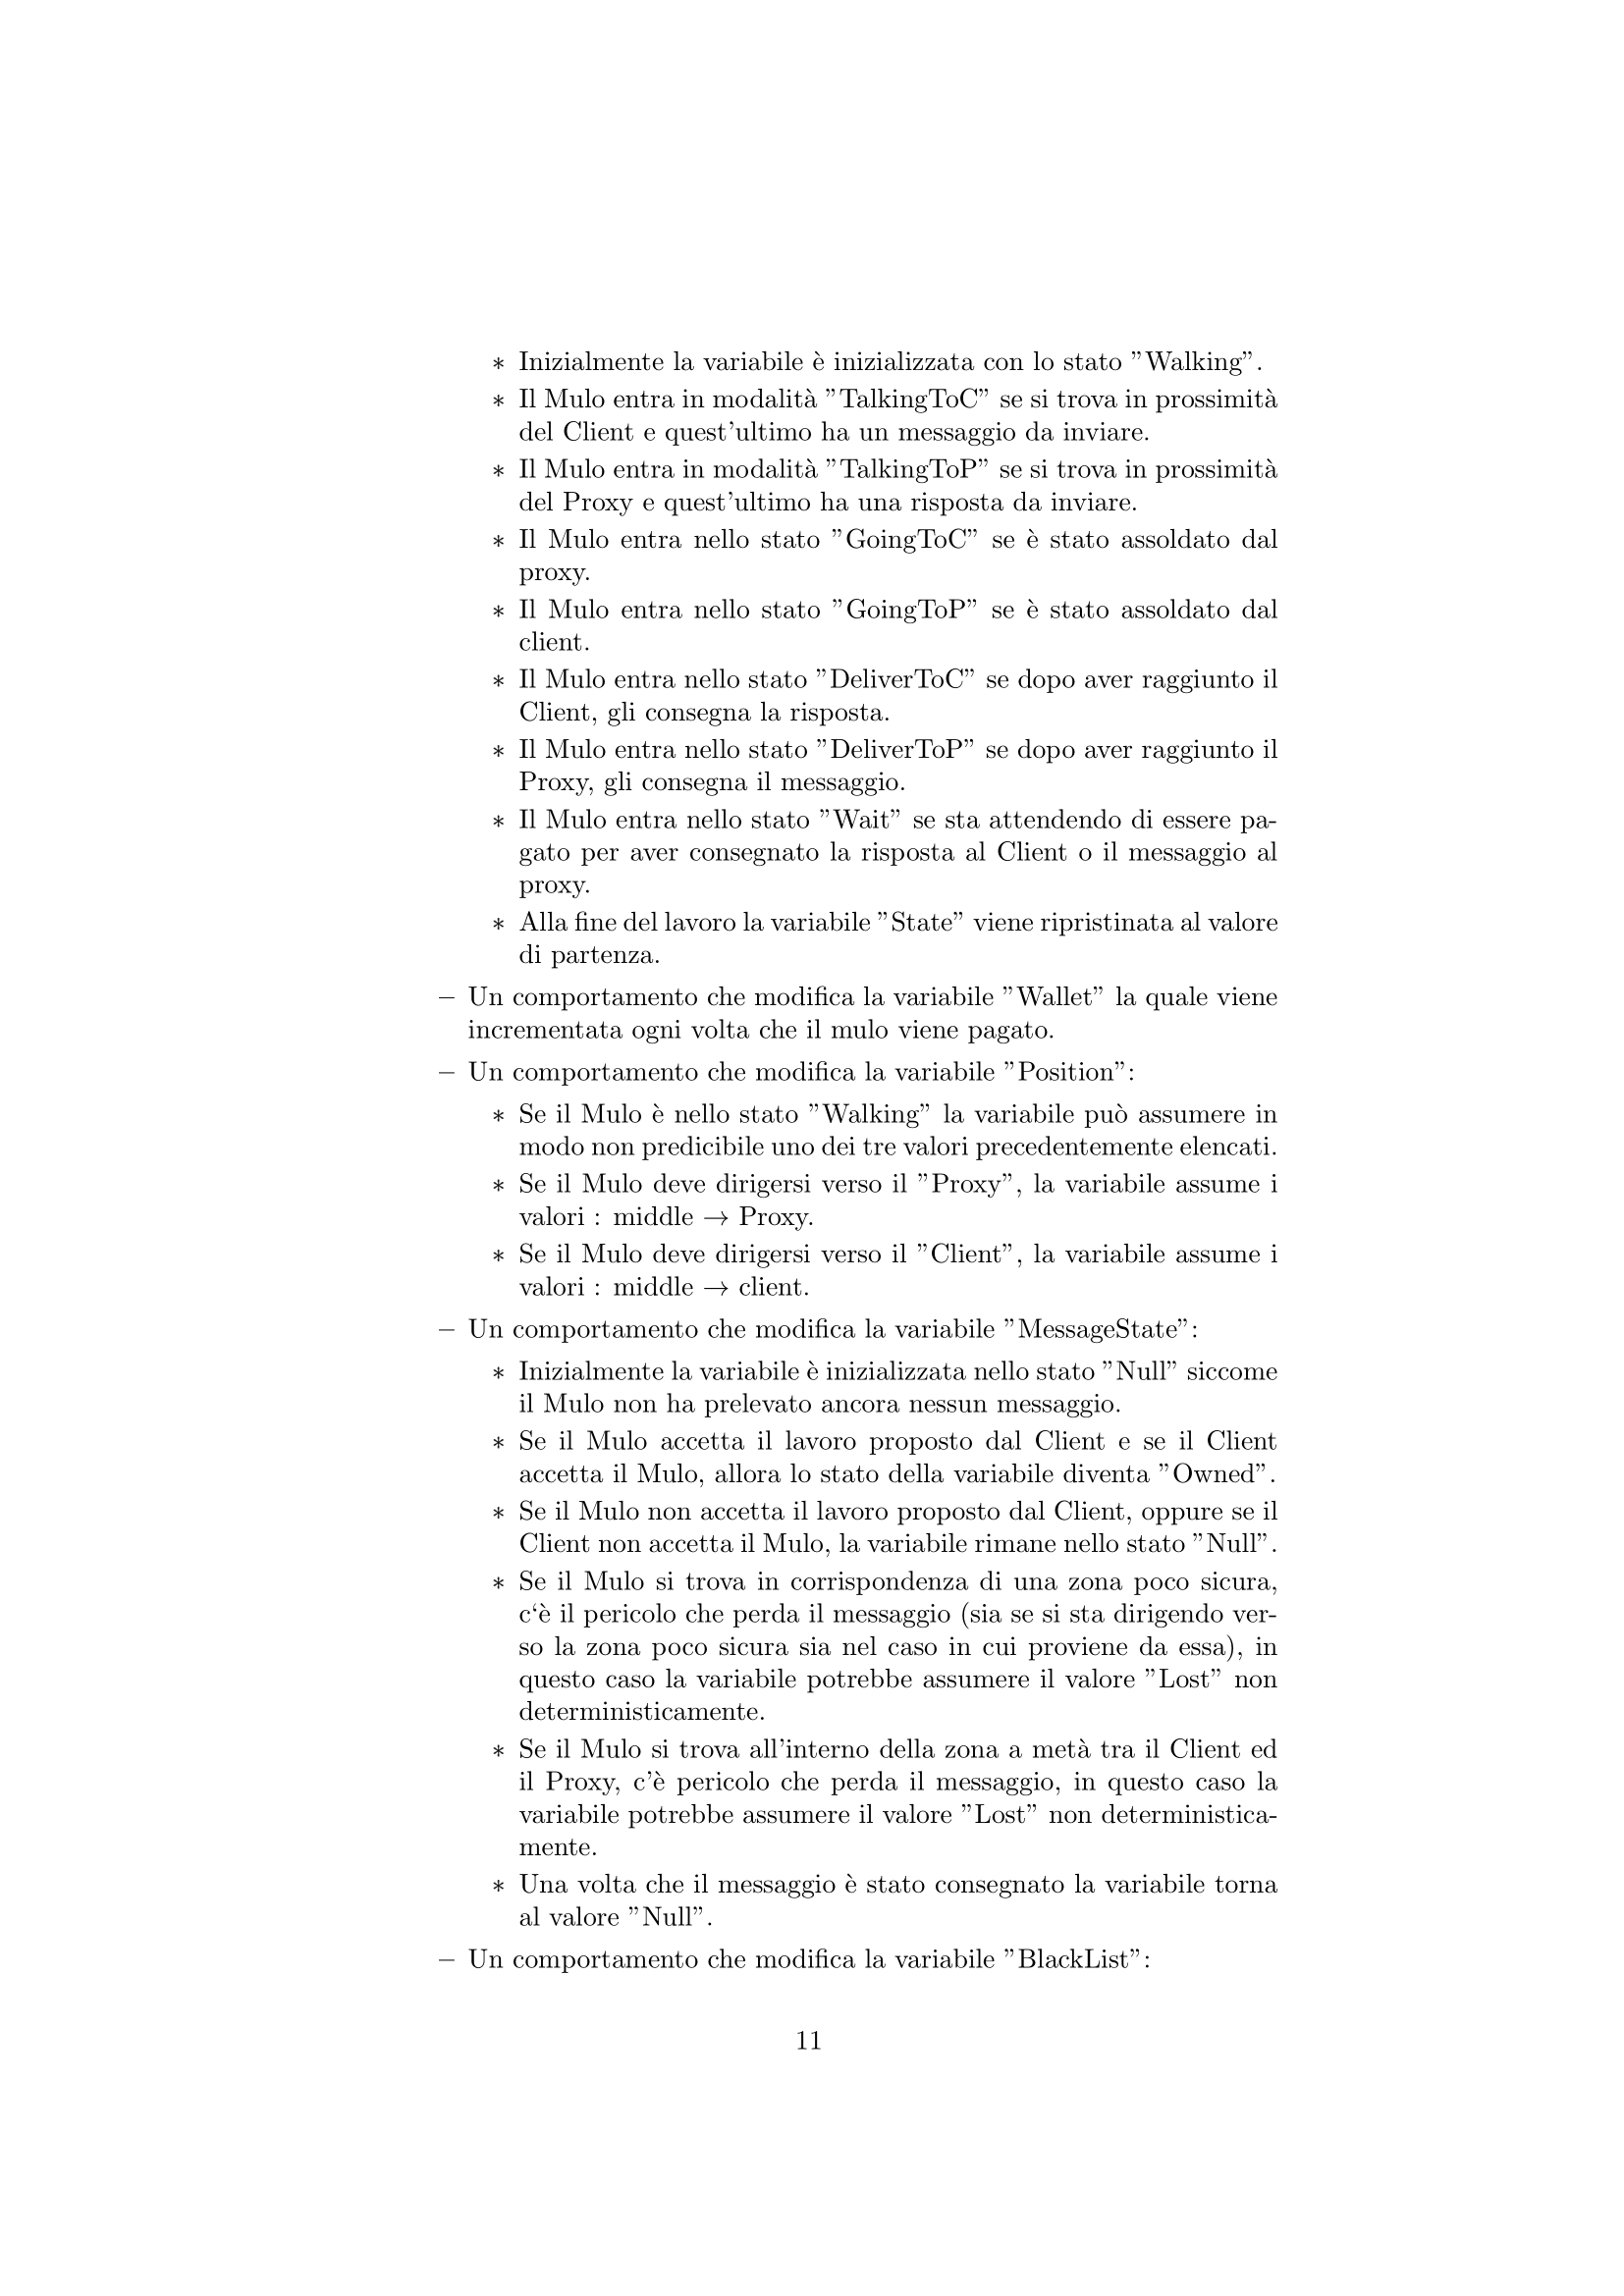 ∗ Inizialmente la variabile è inizializzata con lo stato ”Walking”.
∗ Il Mulo entra in modalità ”TalkingToC” se si trova in prossimità
del Client e quest’ultimo ha un messaggio da inviare.
∗ Il Mulo entra in modalità ”TalkingToP” se si trova in prossimità
del Proxy e quest’ultimo ha una risposta da inviare.
∗ Il Mulo entra nello stato ”GoingToC” se è stato assoldato dal
proxy.
∗ Il Mulo entra nello stato ”GoingToP” se è stato assoldato dal
client.
∗ Il Mulo entra nello stato ”DeliverToC” se dopo aver raggiunto il
Client, gli consegna la risposta.
∗ Il Mulo entra nello stato ”DeliverToP” se dopo aver raggiunto il
Proxy, gli consegna il messaggio.
∗ Il Mulo entra nello stato ”Wait” se sta attendendo di essere pa-
gato per aver consegnato la risposta al Client o il messaggio al
proxy.
∗ Alla fine del lavoro la variabile ”State” viene ripristinata al valore
di partenza.
– Un comportamento che modifica la variabile ”Wallet” la quale viene
incrementata ogni volta che il mulo viene pagato.
– Un comportamento che modifica la variabile ”Position”:
∗ Se il Mulo è nello stato ”Walking” la variabile può assumere in
modo non predicibile uno dei tre valori precedentemente elencati.
∗ Se il Mulo deve dirigersi verso il ”Proxy”, la variabile assume i
valori : middle → Proxy.
∗ Se il Mulo deve dirigersi verso il ”Client”, la variabile assume i
valori : middle → client.
– Un comportamento che modifica la variabile ”MessageState”:
∗ Inizialmente la variabile è inizializzata nello stato ”Null” siccome
il Mulo non ha prelevato ancora nessun messaggio.
∗ Se il Mulo accetta il lavoro proposto dal Client e se il Client
accetta il Mulo, allora lo stato della variabile diventa ”Owned”.
∗ Se il Mulo non accetta il lavoro proposto dal Client, oppure se il
Client non accetta il Mulo, la variabile rimane nello stato ”Null”.
∗ Se il Mulo si trova in corrispondenza di una zona poco sicura,
c‘è il pericolo che perda il messaggio (sia se si sta dirigendo ver-
so la zona poco sicura sia nel caso in cui proviene da essa), in
questo caso la variabile potrebbe assumere il valore ”Lost” non
deterministicamente.
∗ Se il Mulo si trova all’interno della zona a metà tra il Client ed
il Proxy, c’è pericolo che perda il messaggio, in questo caso la
variabile potrebbe assumere il valore ”Lost” non deterministica-
mente.
∗ Una volta che il messaggio è stato consegnato la variabile torna
al valore ”Null”.
– Un comportamento che modifica la variabile ”BlackList”:
11